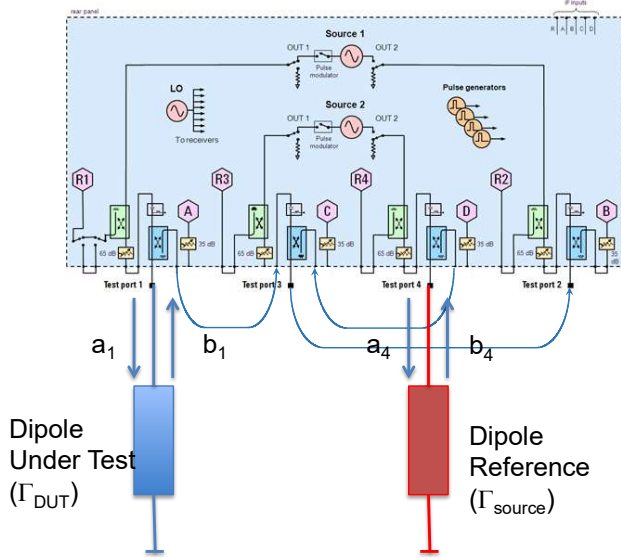 rear panel
IF inputs
R A B C D
Source 1
OUT 1
OUT 2
Pulse
modulator
LO
To receivers
Source 2
OUT 1
OUT 2
Pulse
modulator
Pulse generators
R1
A
R3
C
R4
D
R2
B
65 dB
35 dB
65 dB
35 dB
65 dB
35 dB
65 dB
35
dB
Test port 1
Test port 3
Test port 4
Test port 2
a1
b1
a4
b4
Dipole
Under Test
(ΓDUT)
Dipole
Reference
(Γsource)